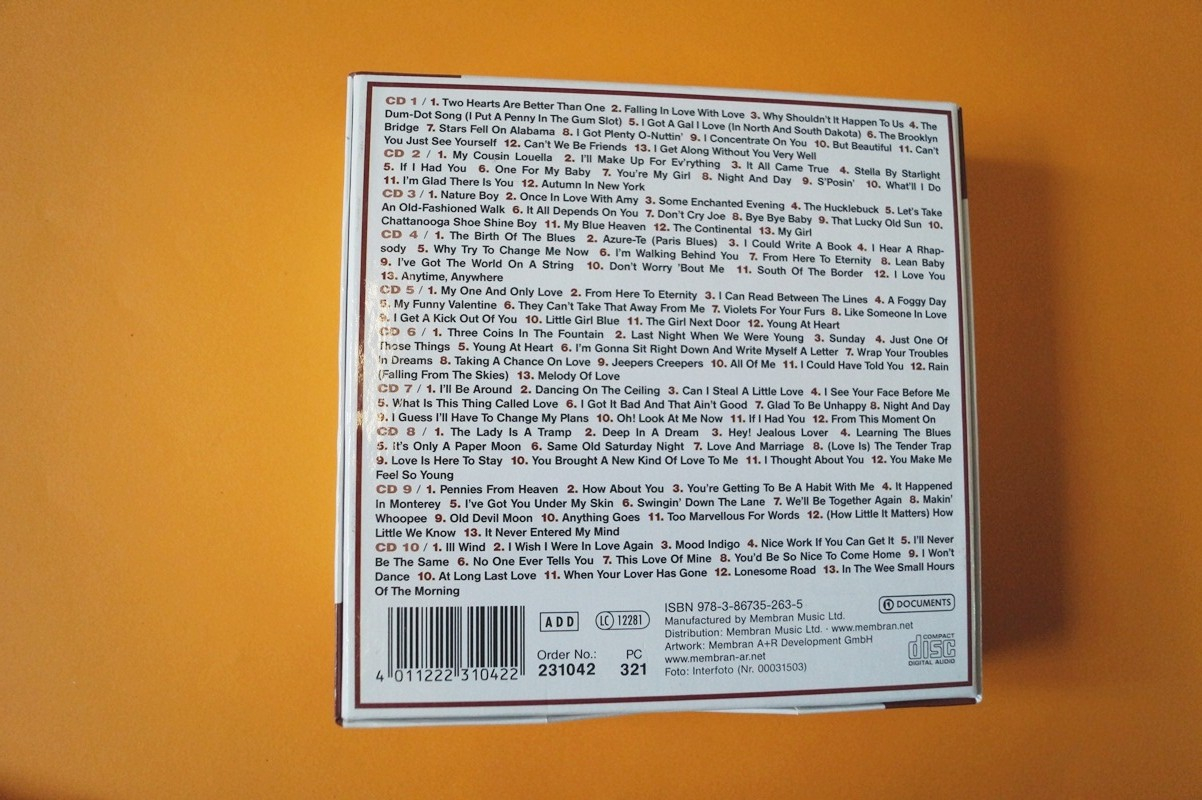 CD 1 / 1. Two Hearts Are Better Than One 2. Falling In Love With Love 3. Why Shouldn't It Happen To Us 4. The
Dum-Dot Song (I Put A Penny In The Gum Slot) 5. I Got A Gal I Love (In North And South Dakota) 6. The Brooklyn
Bridge 7. Stars Fell On Alabama 8. I Got Plenty O-Nuttin' 9. I Concentrate On You 10. But Beautiful 11. Can't
You Just See Yourself 12. Can't We Be Friends 13. I Get Along Without You Very Well
CD 2 / 1. My Cousin Louella 2. I'll Make Up For Ev'rything 3. It All Came True 4. Stella By Starlight
5. If I Had You 6. One For My Baby 7. You're My Girl 8. Night And Day 9. S'Posin' 10. What'll I Do
11. I'm Glad There Is You 12. Autumn In New York
CD 3 / 1. Nature Boy 2. Once In Love With Amy 3. Some Enchanted Evening 4. The Hucklebuck 5. Let's Take
An Old-Fashioned Walk 6. It All Depends On You 7. Don't Cry Joe 8. Bye Bye Baby 9. That Lucky Old Sun 10.
Chattanooga Shoe Shine Boy 11. My Blue Heaven 12. The Continental 13. My Girl
CD 4 / 1. The Birth Of The Blues 2. Azure-Te (Paris Blues) 3. I Could Write A Book 4. I Hear A Rhap-
sody 5. Why Try To Change Me Now 6. I'm Walking Behind You 7. From Here To Eternity 8. Lean Baby
9. I've Got The World On A String 10. Don't Worry 'Bout Me 11. South Of The Border 12. I Love You
13. Anytime, Anywhere
CD 5 / 1. My One And Only Love 2. From Here To Eternity 3. I Can Read Between The Lines 4. A Foggy Day
5. My Funny Valentine 6. They Can't Take That Away From Me 7. Violets For Your Furs 8. Like Someone In Love
9. I Get A Kick Out Of You 10. Little Girl Blue 11. The Girl Next Door 12. Young At Heart
CD 6 / 1. Three Coins In The Fountain 2. Last Night When We Were Young 3. Sunday 4. Just One Of
Those Things 5. Young At Heart 6. I'm Gonna Sit Right Down And Write Myself A Letter 7. Wrap Your Troubles
In Dreams 8. Taking A Chance On Love 9. Jeepers Creepers 10. All Of Me 11. I Could Have Told You 12. Rain
(Falling From The Skies) 13. Melody Of Love
CD 7 / 1. I'll Be Around 2. Dancing On The Ceiling 3. Can I Steal A Little Love 4. I See Your Face Before Me
5. What Is This Thing Called Love 6. I Got It Bad And That Ain't Good 7. Glad To Be Unhappy 8. Night And Day
9. I Guess I'll Have To Change My Plans 10. Oh! Look At Me Now 11. If I Had You 12. From This Moment On
CD 8 / 1. The Lady Is A Tramp 2. Deep In A Dream 3. Hey! Jealous Lover 4. Learning The Blues
5. It's Only A Paper Moon 6. Same Old Saturday Night 7. Love And Marriage 8. (Love Is) The Tender Trap
9. Love Is Here To Stay 10. You Brought A New Kind Of Love To Me 11. I Thought About You 12. You Make Me
Feel So Young
CD 9 / 1. Pennies From Heaven 2. How About You 3. You're Getting To Be A Habit With Me 4. It Happened
In Monterey 5. I've Got You Under My Skin 6. Swingin' Down The Lane 7. We'll Be Together Again 8. Makin'
Whoopee 9. Old Devil Moon 10. Anything Goes 11. Too Marvellous For Words 12. (How Little It Matters) How
Little We Know 13. It Never Entered My Mind
CD 10 / 1. Ill Wind 2. I Wish I Were In Love Again 3. Mood Indigo 4. Nice Work If You Can Get It 5. I'll Never
Be The Same 6. No One Ever Tells You 7. This Love Of Mine 8. You'd Be So Nice To Come Home 9. I Won't
Dance 10. At Long Last Love 11. When Your Lover Has Gone 12. Lonesome Road 13. In The Wee Small Hours
Of The Morning
4 011222 310422
ADD
LC 12281
Order No.: PC
231042 321
ISBN 978-3-86735-263-5
Manufactured by Membran Music Ltd.
Distribution: Membran Music Ltd. · www.membran.net
Artwork: Membran A+R Development GmbH
www.membran-ar.net
Foto: Interfoto (Nr. 00031503)
DOCUMENTS
COMPACT
disc
DIGITAL AUDIO